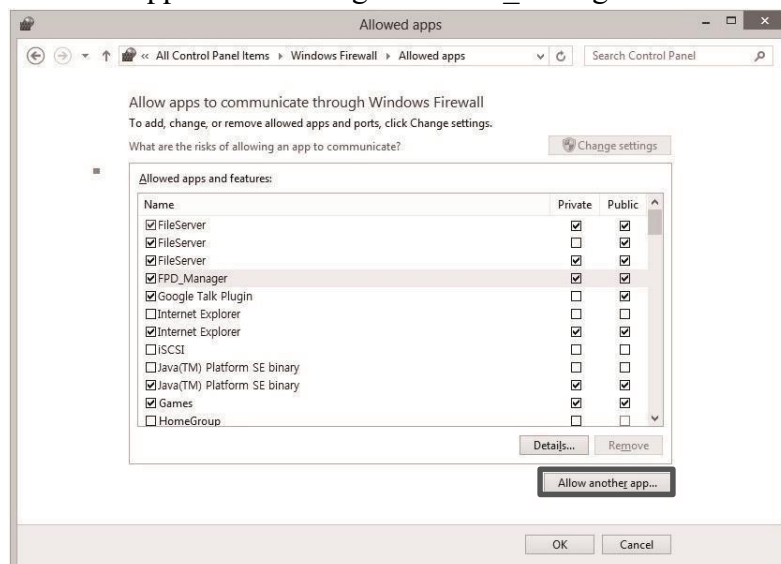 Allowed apps
« All Control Panel Items ▸ Windows Firewall ▸ Allowed apps Search Control Panel
Allow apps to communicate through Windows Firewall
To add, change, or remove allowed apps and ports, click Change settings.
What are the risks of allowing an app to communicate? Change settings
Allowed apps and features:
Name Private Public
FileServer
FileServer
FileServer
FPD_Manager
Google Talk Plugin
Internet Explorer
Internet Explorer
iSCSI
Java(TM) Platform SE binary
Java(TM) Platform SE binary
Games
HomeGroup
Details... Remove
Allow another app...
OK Cancel